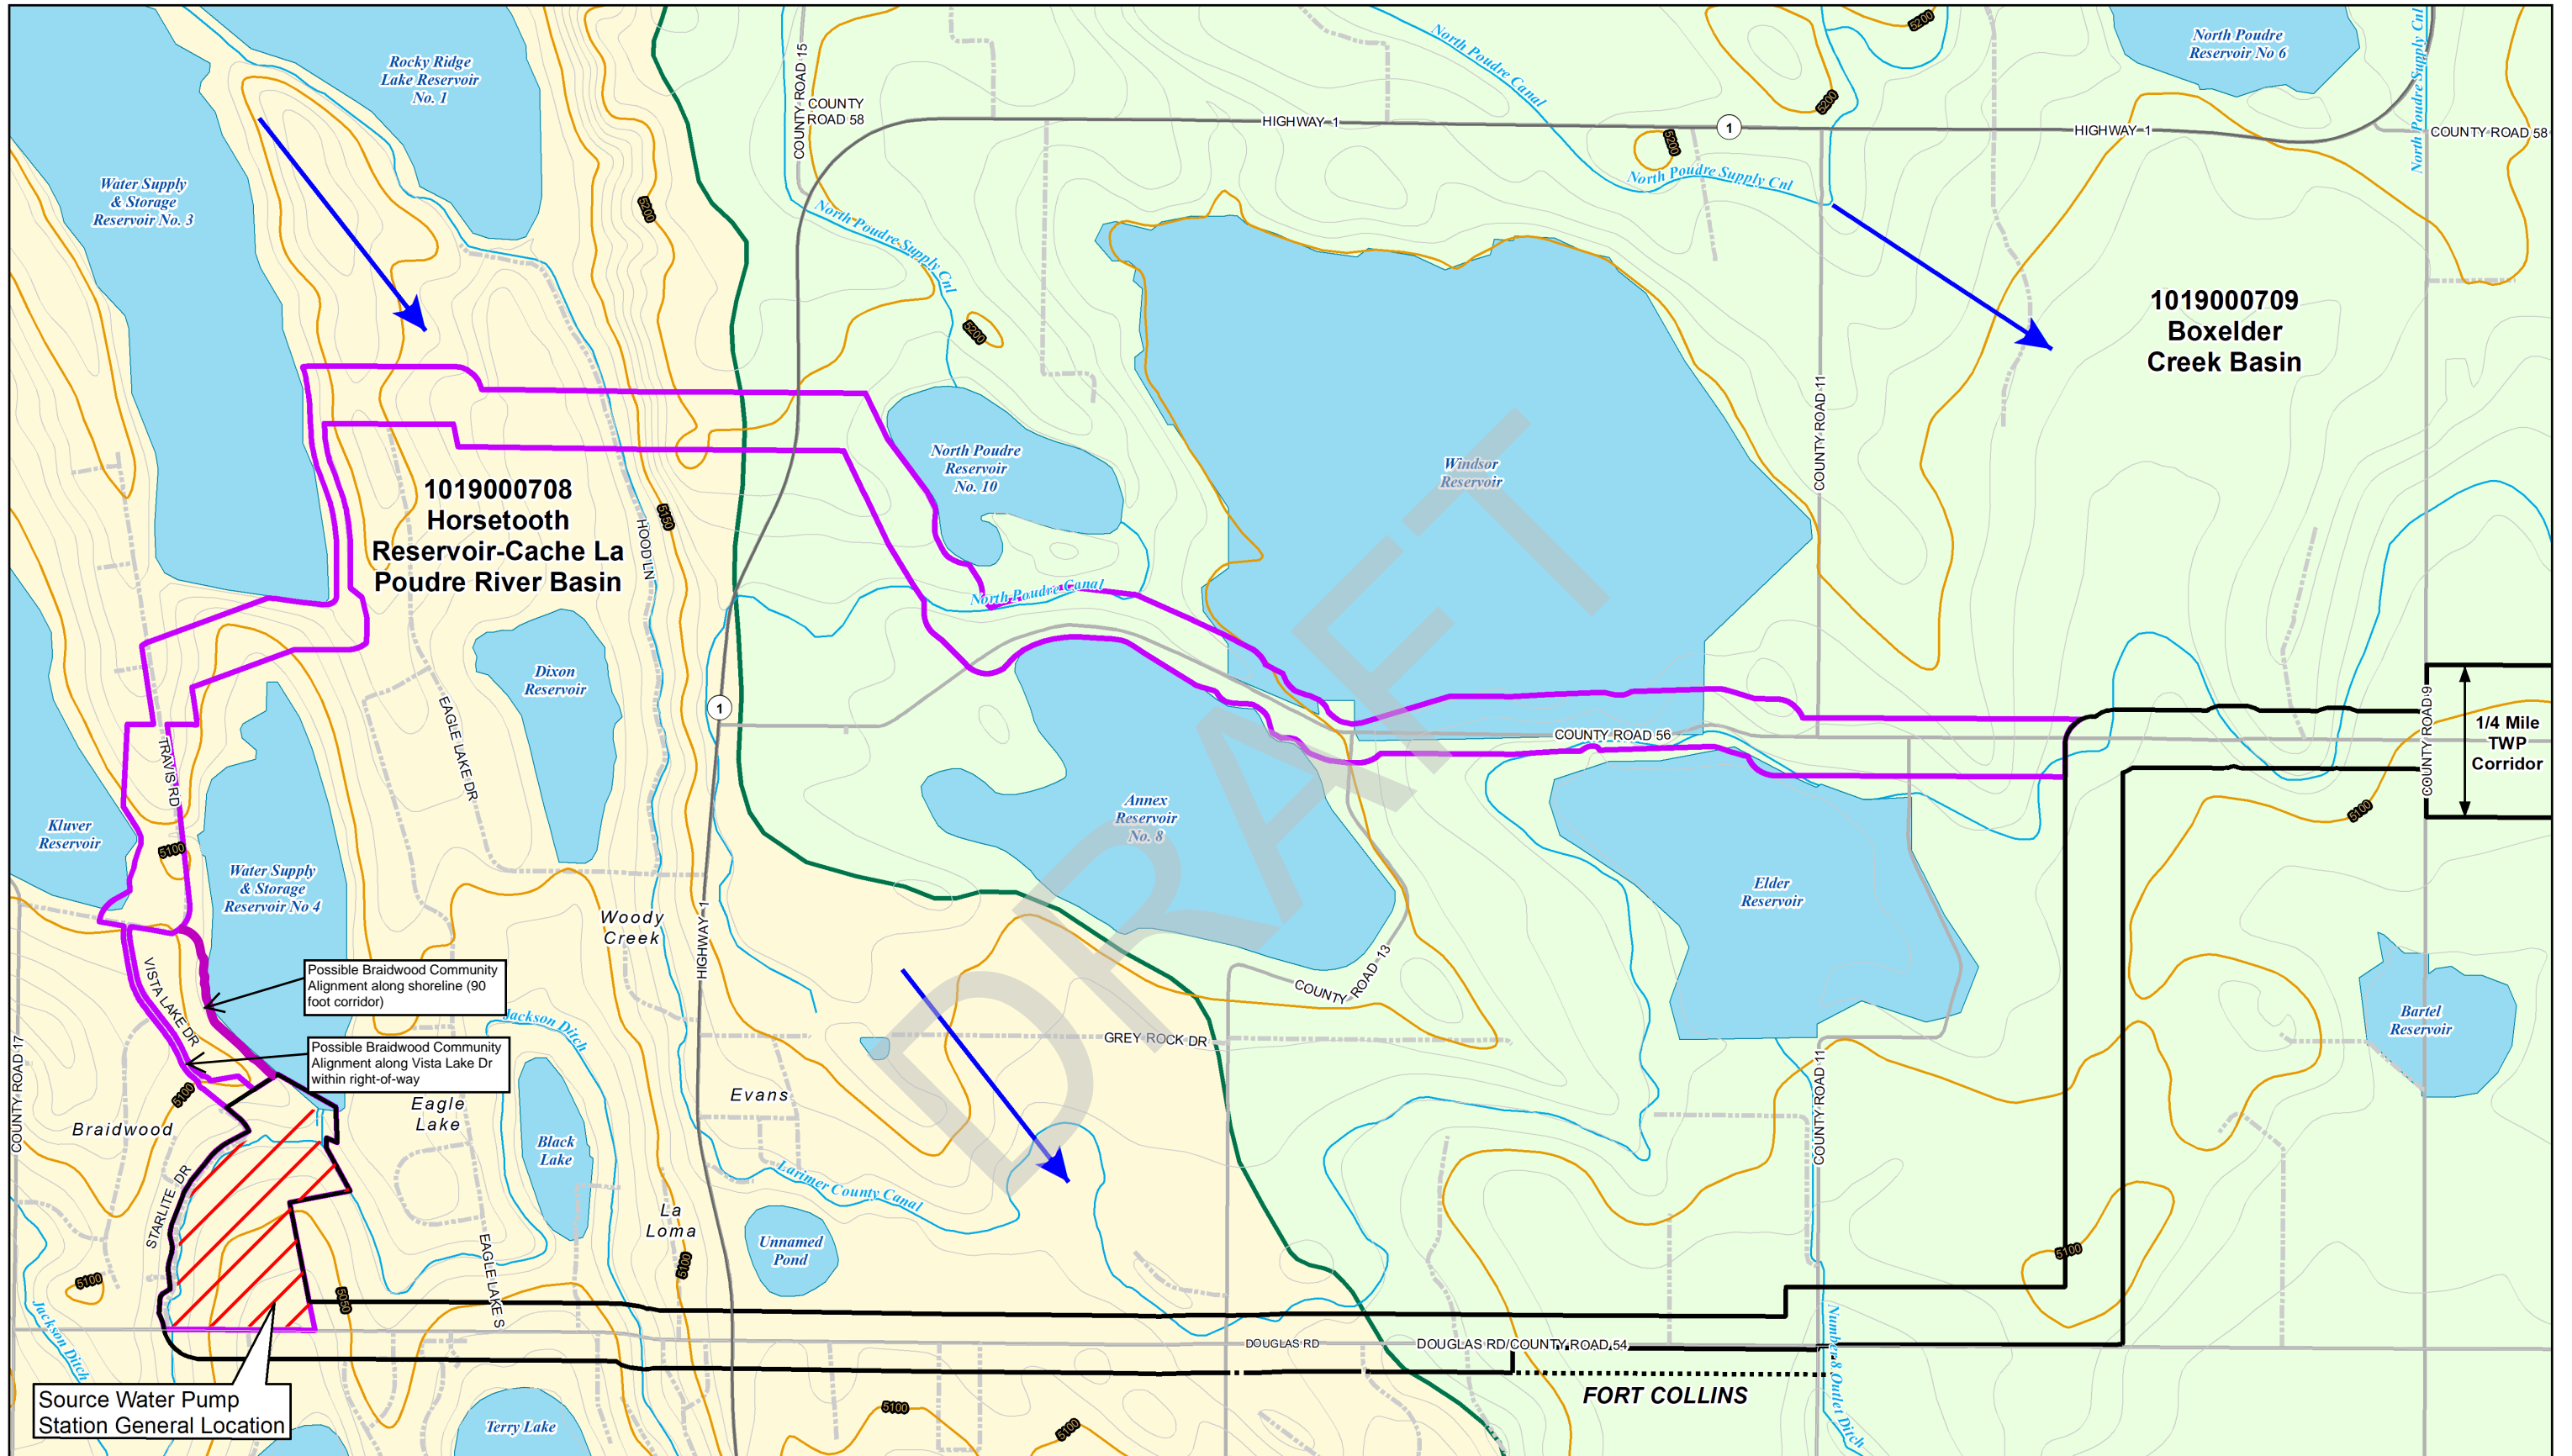 Rocky Ridge
Lake Reservoir
No. 1
Water Supply
& Storage
Reservoir No. 3
COUNTY ROAD 15
COUNTY
ROAD 58
HIGHWAY 1
1
HIGHWAY 1
COUNTY ROAD 58
North Poudre Canal
5200
5200
North Poudre
Reservoir No 6
North Poudre Supply Cnl
5200
5200
North Poudre Supply Cnl
North Poudre Supply Cnl
5200
1019000709
Boxelder
Creek Basin
COUNTY ROAD 11
North Poudre
Reservoir
No. 10
Windsor
Reservoir
1019000708
Horsetooth
Reservoir-Cache La
Poudre River Basin
HOOD LN
5150
North Poudre Canal
Dixon
Reservoir
EAGLE LAKE DR
1
TRAVIS RD
COUNTY ROAD 56
COUNTY ROAD 9
1/4 Mile
TWP
Corridor
5100
Kluver
Reservoir
5100
Annex
Reservoir
No. 8
Elder
Reservoir
Water Supply
& Storage
Reservoir No 4
Woody
Creek
HIGHWAY 1
COUNTY ROAD 13
Bartel
Reservoir
Possible Braidwood Community
Alignment along shoreline (90
foot corridor)
VISTA LAKE DR
Jackson Ditch
Possible Braidwood Community
Alignment along Vista Lake Dr
within right-of-way
GREY ROCK DR
COUNTY ROAD 17
5100
Braidwood
Eagle
Lake
Evans
Black
Lake
COUNTY ROAD 11
Larimer County Canal
STARLITE DR
La
Loma
Unnamed
Pond
EAGLE LAKE S
5100
5100
5100
5050
Jackson Ditch
DOUGLAS RD
DOUGLAS RD/COUNTY ROAD 54
Number 8 Outlet Ditch
FORT COLLINS
Source Water Pump
Station General Location
Terry Lake
5100
5100
DRAFT